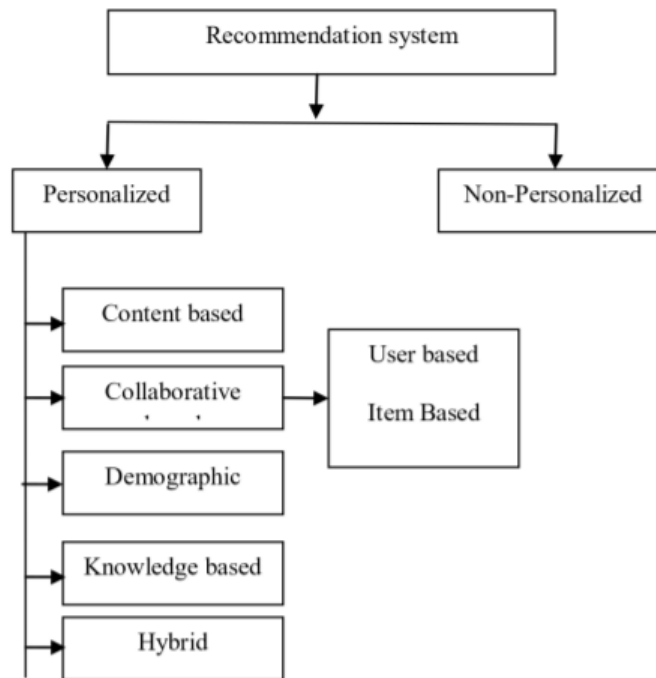 Recommendation system
Personalized
Non-Personalized
Content based
Collaborative
User based
Item Based
Demographic
Knowledge based
Hybrid